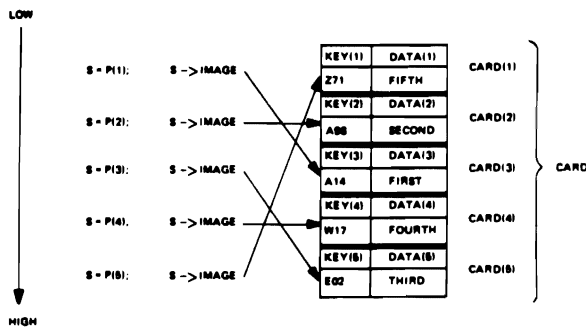 LOW
KEY(1) DATA(1)
S = P(1); S -> IMAGE Z71 FIFTH CARD(1)
KEY(2) DATA(2)
S = P(2); S -> IMAGE SECOND CARD(2)
KEY(3) DATA(3)
S = P(3); S -> IMAGE A14 FIRST CARD(3) CARD
KEY(4) DATA(4)
S = P(4); S -> IMAGE W17 FOURTH CARD(4)
KEY(5) DATA(5)
S = P(5); S -> IMAGE E02 THIRD CARD(5)
HIGH